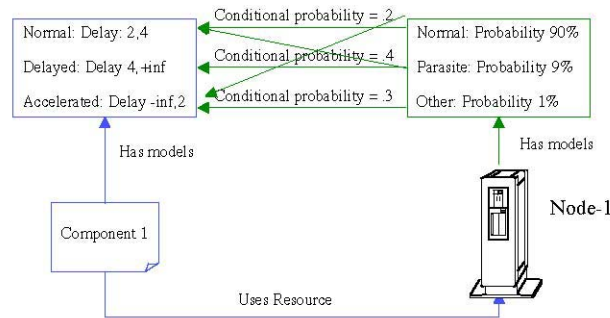 Conditional probability = .2
Normal: Delay: 2,4
Normal: Probability 90%
Delayed: Delay 4,+inf
Conditional probability = .4
Parasite: Probability 9%
Accelerated: Delay -inf,2
Conditional probability = .3
Other: Probability 1%
Has models
Has models
Component 1
Node-1
Uses Resource